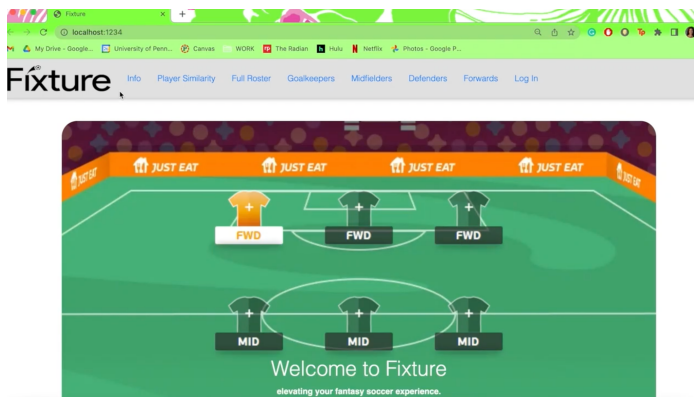 Fixture
localhost:1234
My Drive - Google... University of Penn... Canvas WORK The Radian Hulu Netflix Photos - Google P...
Fixture Info Player Similarity Full Roster Goalkeepers Midfielders Defenders Forwards Log In
JUST EAT JUST EAT JUST EAT JUST EAT JUST EAT JUST EAT
FWD FWD FWD
MID MID MID
Welcome to Fixture
elevating your fantasy soccer experience.